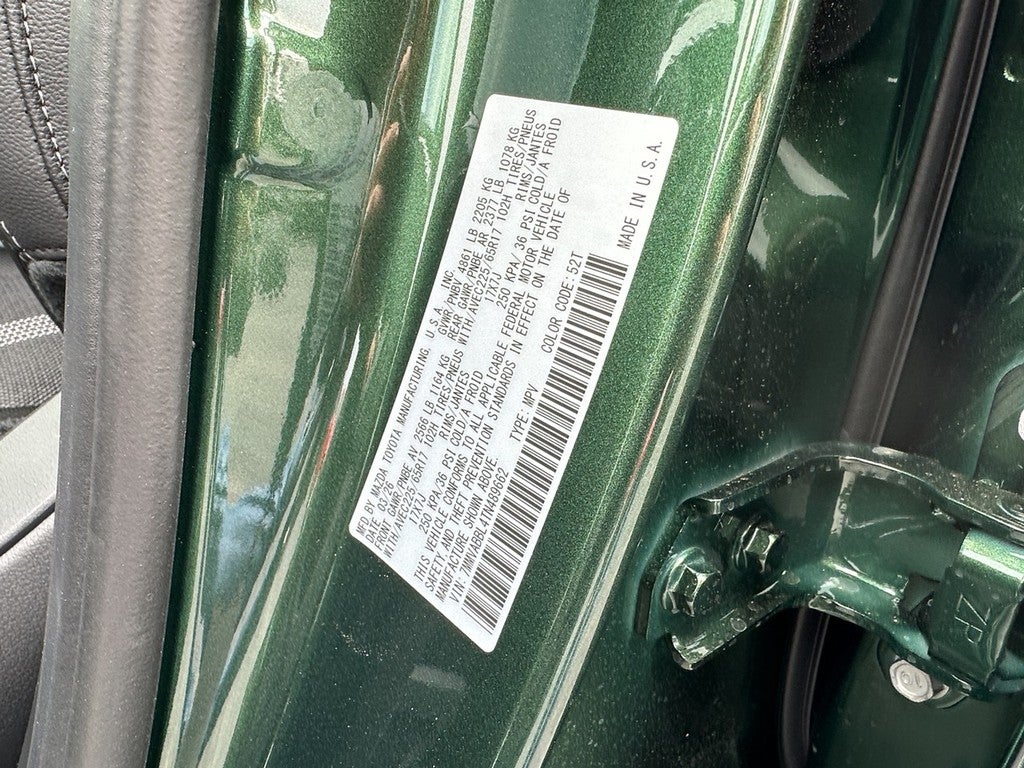 MFD BY MAZDA TOYOTA MANUFACTURING, U.S.A., INC.
DATE 03/26 GVWR/PNBV 4861 LB 2205 KG
FRONT GAWR/PNBE AV 2566 LB 1164 KG REAR GAWR/PNBE AR 2377 LB 1078 KG
WITH/AVEC225/65R17 102H TIRES/PNEUS WITH/AVEC225/65R17 102H TIRES/PNEUS
17X7J RIMS/JANTES 17X7J RIMS/JANTES
250 KPA/36 PSI COLD/A FROID 250 KPA/36 PSI COLD/A FROID
THIS VEHICLE CONFORMS TO ALL APPLICABLE FEDERAL MOTOR VEHICLE
SAFETY AND THEFT PREVENTION STANDARDS IN EFFECT ON THE DATE OF
MANUFACTURE SHOWN ABOVE.
VIN: 7MMVABBL4TN489662 TYPE: MPV COLOR CODE:52T
MADE IN U.S.A.
ZP
10